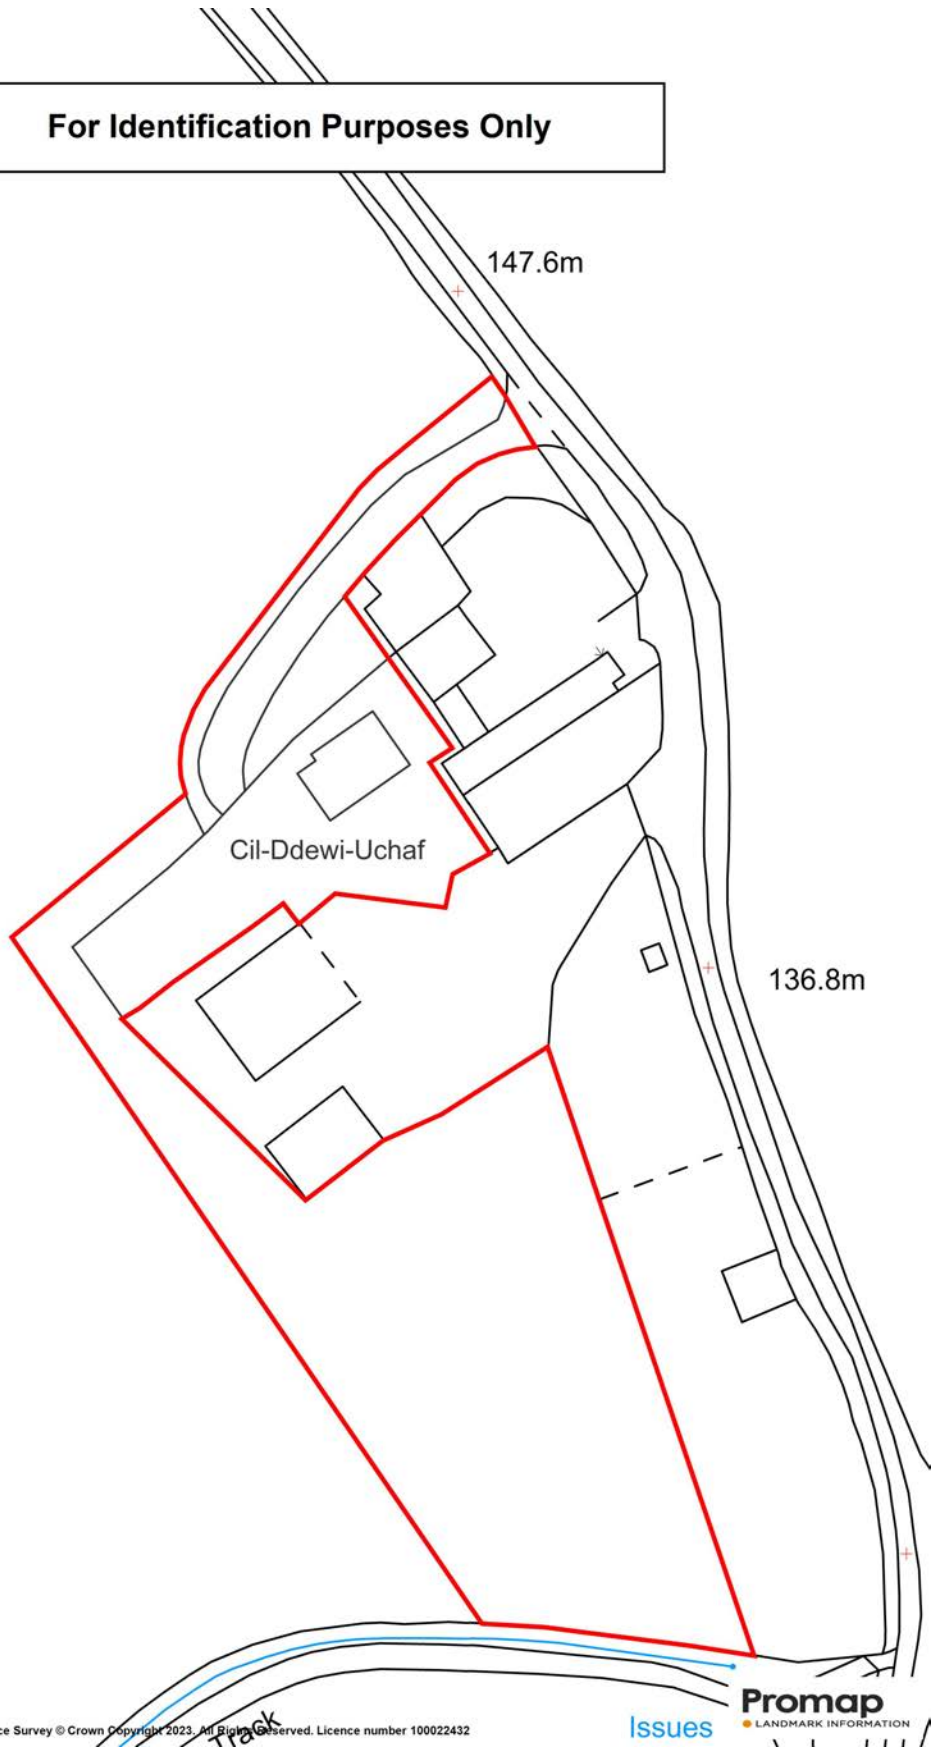 For Identification Purposes Only
147.6m
Cil-Ddewi-Uchaf
136.8m
Promap
LANDMARK INFORMATION
Issues
Track
Survey © Crown Copyright 2023. All Rights Reserved. Licence number 100022432